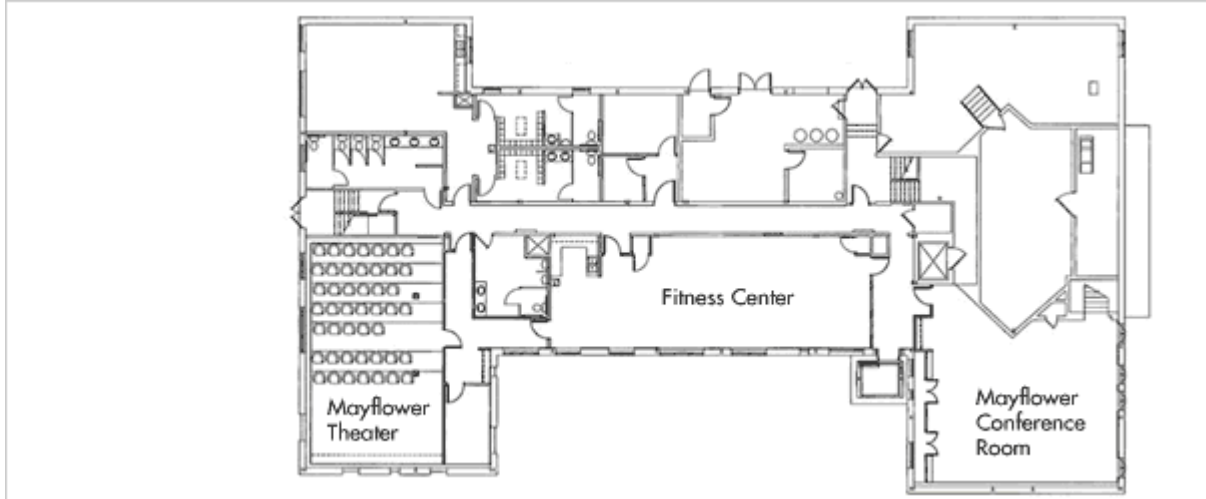 Fitness Center
Mayflower
Theater
Mayflower
Conference
Room